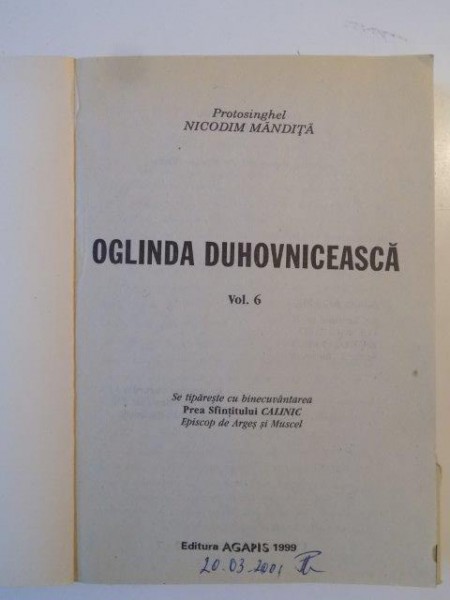 Protosinghel
NICODIM MĂNDIȚĂ
OGLINDA DUHOVNICEASCĂ
Vol. 6
Se tipărește cu binecuvântarea
Prea Sfințitului CALINIC
Episcop de Argeș și Muscel
Editura AGAPIS 1999
20.03.2001